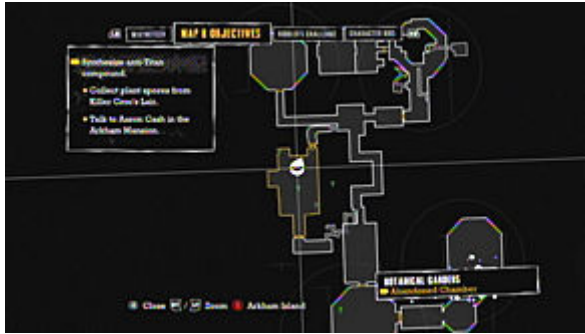 MAP & OBJECTIVES
RIDDLER'S CHALLENGE
CHARACTER BIOS
Synthesize anti-Titan
compound.
Collect plant spores from
Killer Croc's Lair.
Talk to Aaron Cash in the
Arkham Mansion.
BOTANICAL GARDENS
Abandoned Chamber
Close / Zoom Arkham Island